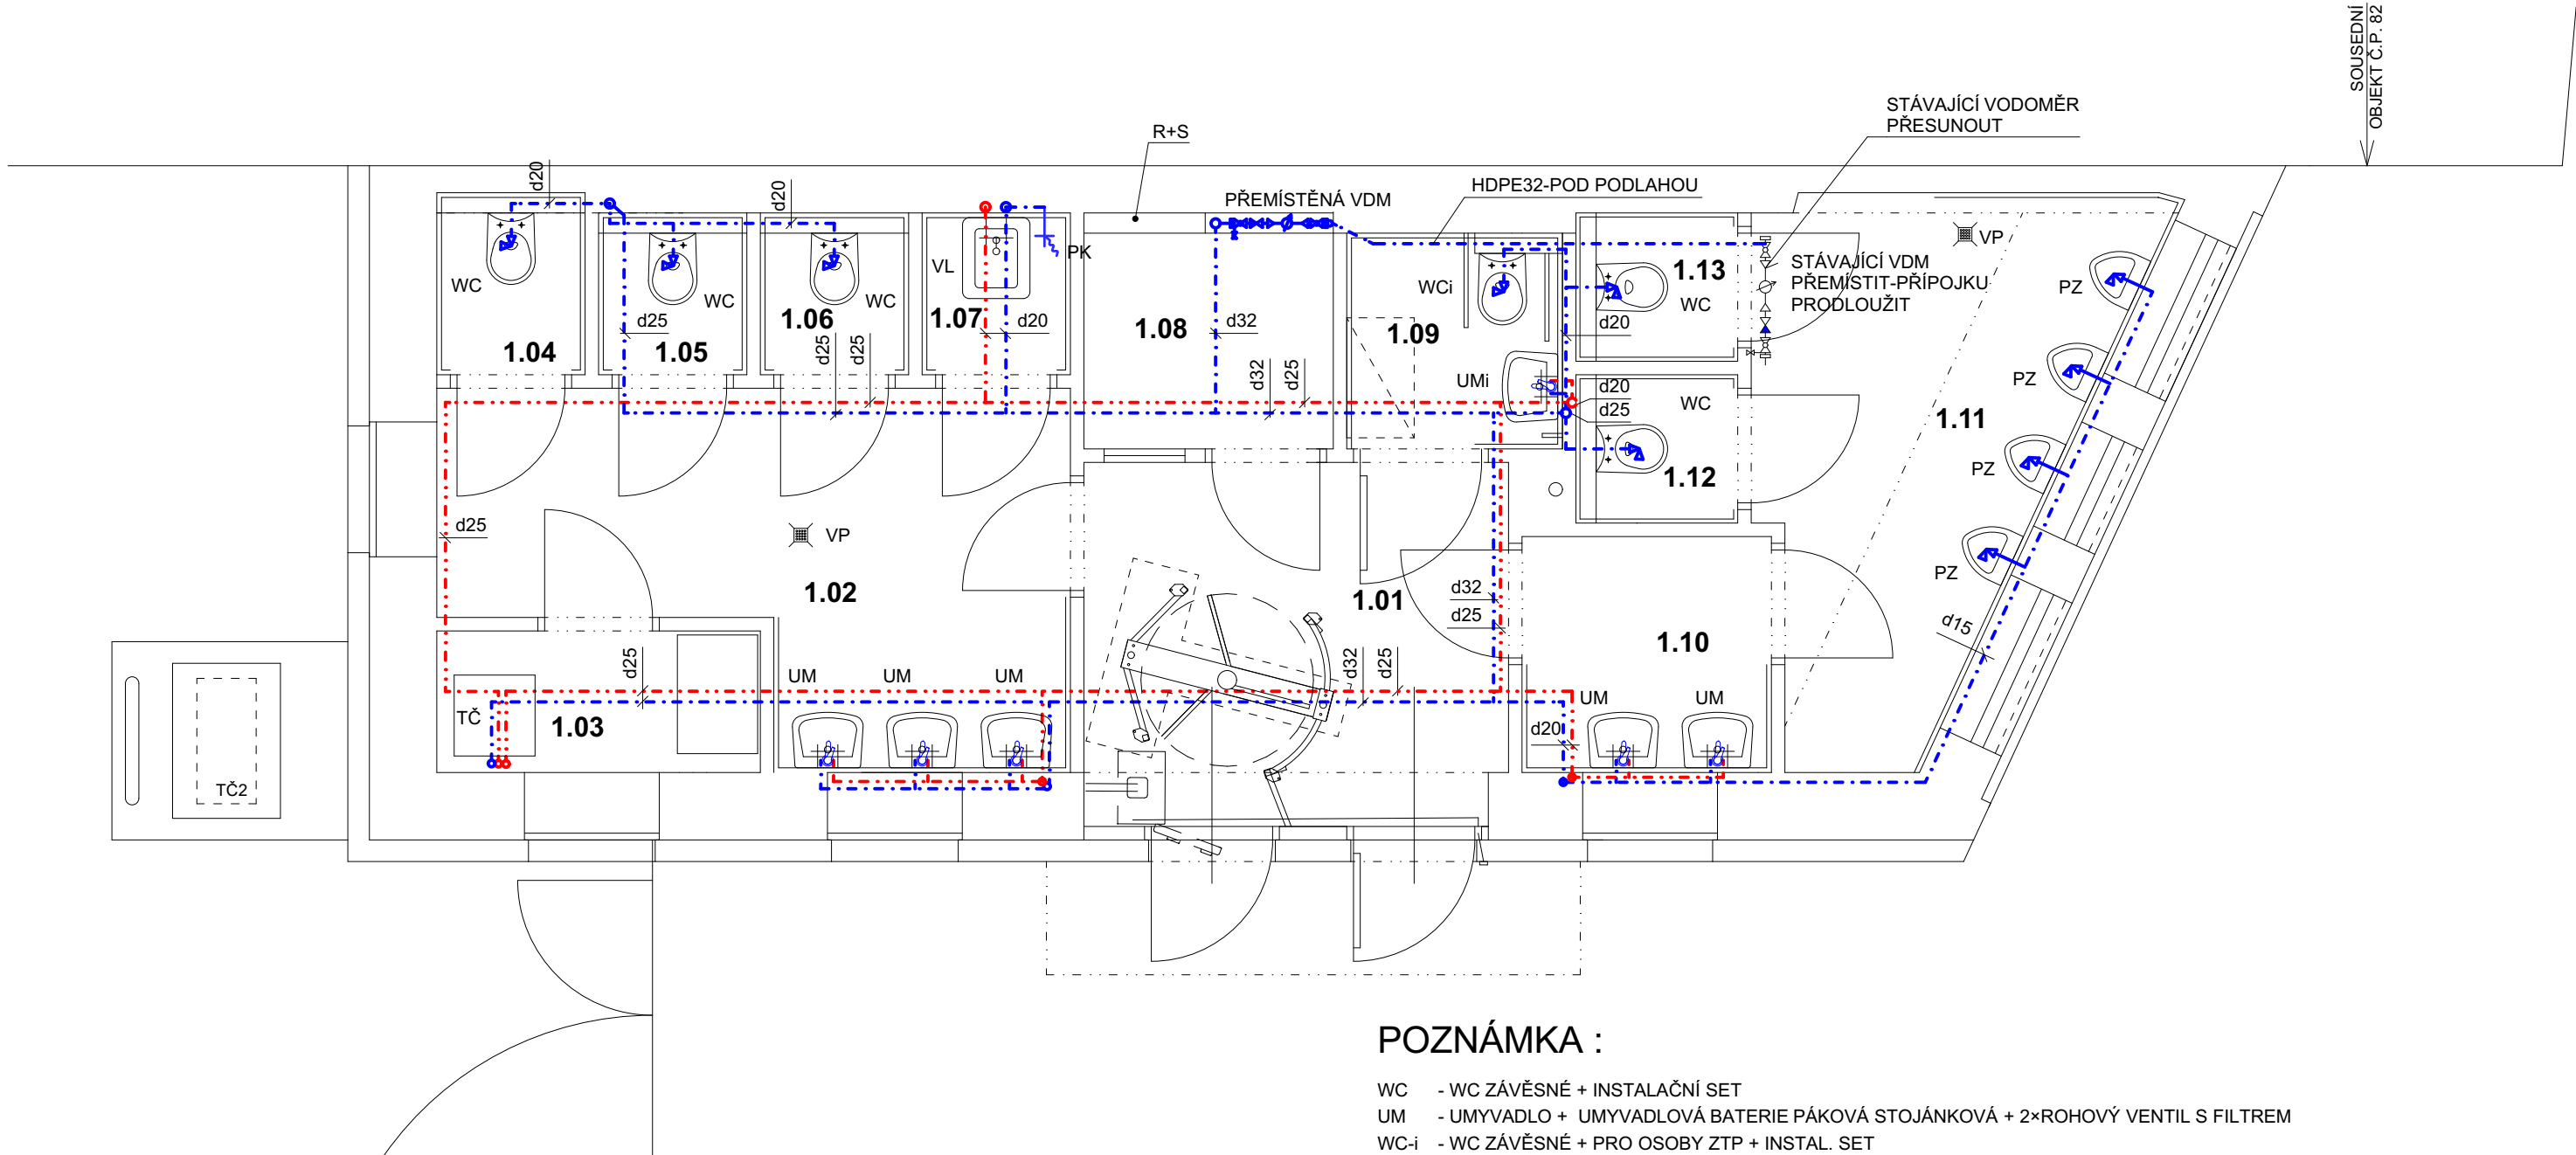 SOUSEDNÍ
OBJEKT Č.P. 82
STÁVAJÍCÍ VODOMĚR
PŘESUNOUT
R+S
HDPE32-POD PODLAHOU
PŘEMÍSTĚNÁ VDM
d20
d20
WC
WC
WC
VL
PK
WCi
WC
VP
STÁVAJÍCÍ VDM
PŘEMÍSTIT-PŘÍPOJKU
PRODLOUŽIT
PZ
1.13
1.04
d25
1.05
1.06
d25
d25
1.07
d20
1.08
d32
d32
d25
1.09
d20
UMi
d20
d25
WC
PZ
1.11
1.12
PZ
PZ
d25
VP
1.02
1.01
d32
d25
1.10
d15
d25
UM
UM
UM
d32
d25
UM
UM
TČ
1.03
d20
TČ2
POZNÁMKA :
WC - WC ZÁVĚSNÉ + INSTALAČNÍ SET
UM - UMYVADLO + UMYVADLOVÁ BATERIE PÁKOVÁ STOJÁNKOVÁ + 2×ROHOVÝ VENTIL S FILTREM
WC-i - WC ZÁVĚSNÉ + PRO OSOBY ZTP + INSTAL. SET